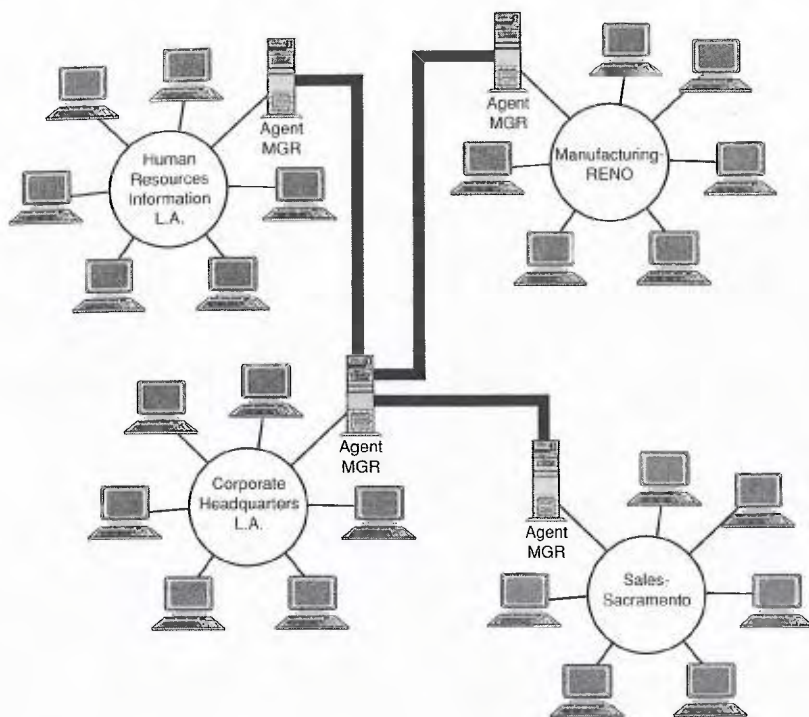 Agent
MGR
Human
Resources
Information
L.A.
Agent
MGR
Manufacturing-
RENO
Agent
MGR
Corporate
Headquarters
L.A.
Agent
MGR
Sales-
Sacramento